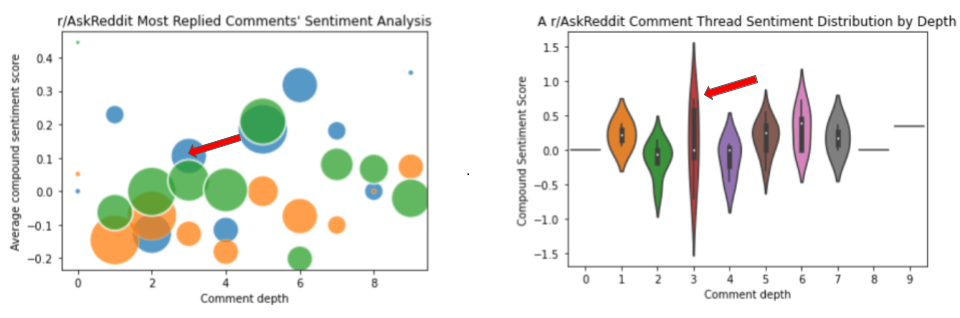 r/AskReddit Most Replied Comments' Sentiment Analysis
Average compound sentiment score
0.4
0.3
0.2
0.1
0.0
−0.1
−0.2
0 2 4 6 8
Comment depth
.
A r/AskReddit Comment Thread Sentiment Distribution by Depth
Compound Sentiment Score
1.5
1.0
0.5
0.0
−0.5
−1.0
−1.5
0 1 2 3 4 5 6 7 8 9
Comment depth